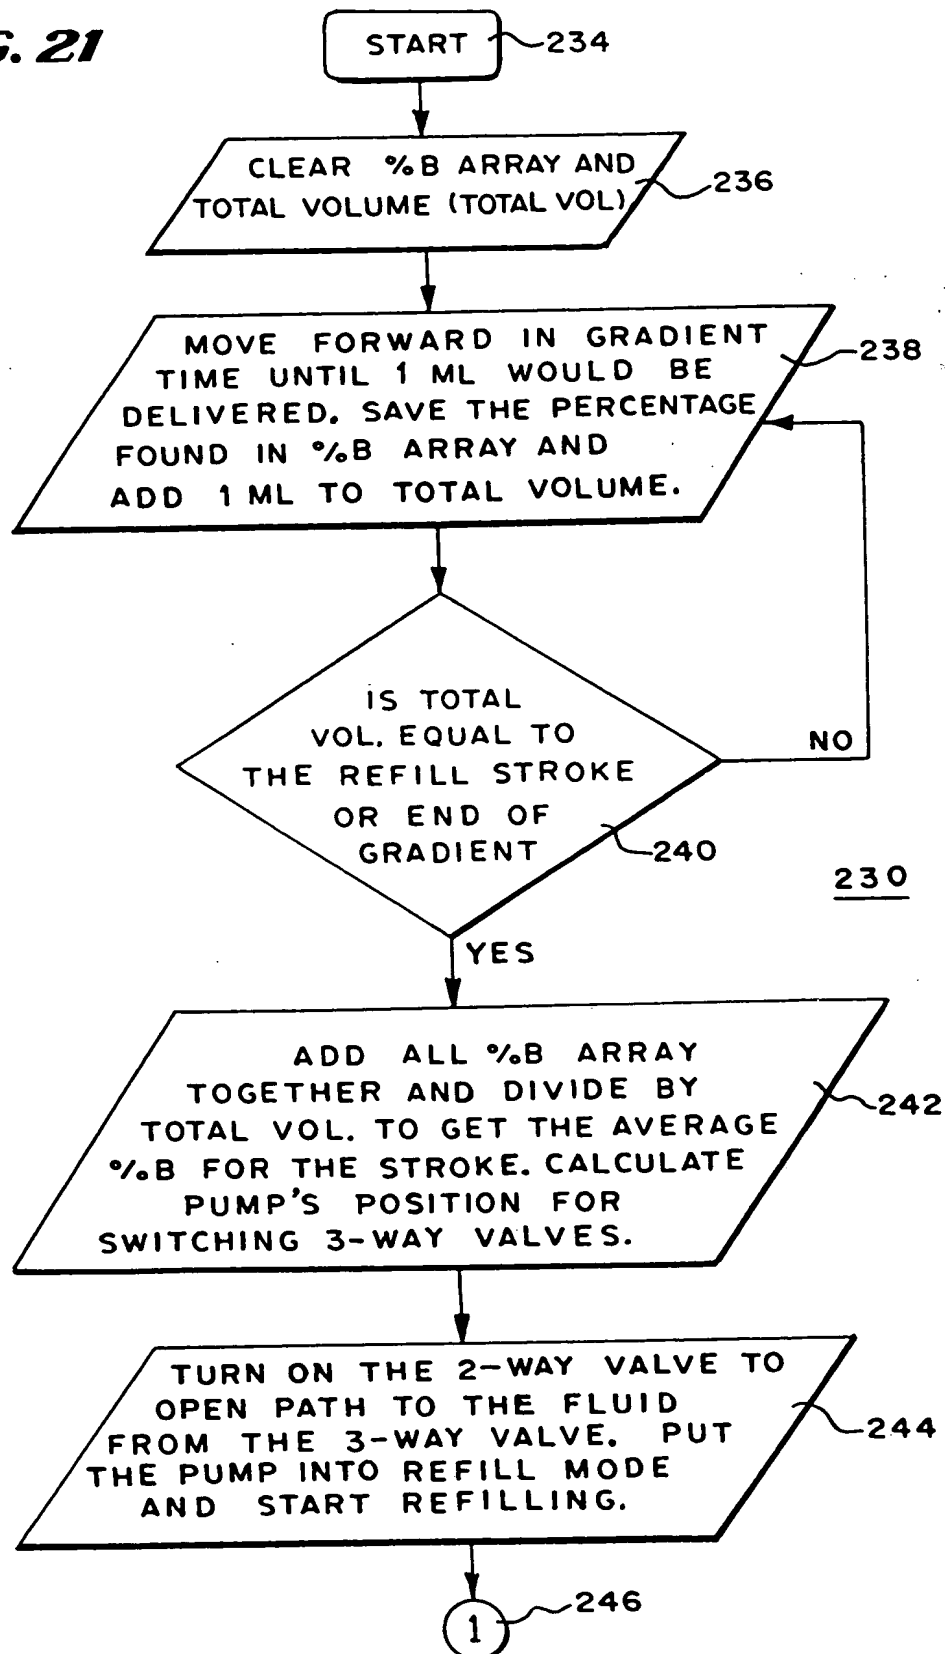 G. 21
START
234
CLEAR %B ARRAY AND
TOTAL VOLUME (TOTAL VOL)
236
MOVE FORWARD IN GRADIENT
TIME UNTIL 1 ML WOULD BE
DELIVERED. SAVE THE PERCENTAGE
FOUND IN %B ARRAY AND
ADD 1 ML TO TOTAL VOLUME.
238
IS TOTAL
VOL. EQUAL TO
THE REFILL STROKE
OR END OF
GRADIENT
NO
240
230
YES
ADD ALL %B ARRAY
TOGETHER AND DIVIDE BY
TOTAL VOL. TO GET THE AVERAGE
%B FOR THE STROKE. CALCULATE
PUMP'S POSITION FOR
SWITCHING 3-WAY VALVES.
242
TURN ON THE 2-WAY VALVE TO
OPEN PATH TO THE FLUID
FROM THE 3-WAY VALVE. PUT
THE PUMP INTO REFILL MODE
AND START REFILLING.
244
1
246